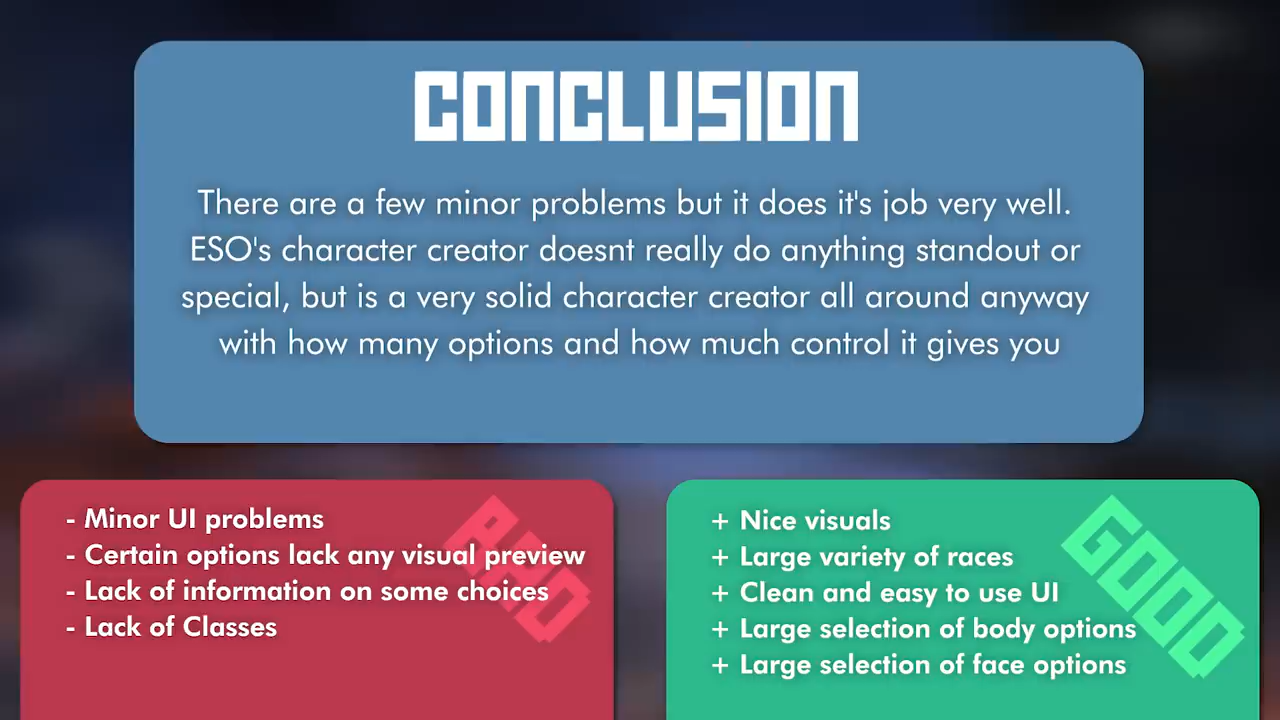 CONCLUSION
There are a few minor problems but it does it's job very well.
ESO's character creator doesnt really do anything standout or
special, but is a very solid character creator all around anyway
with how many options and how much control it gives you
BAD
- Minor UI problems
- Certain options lack any visual preview
- Lack of information on some choices
- Lack of Classes
GOOD
+ Nice visuals
+ Large variety of races
+ Clean and easy to use UI
+ Large selection of body options
+ Large selection of face options